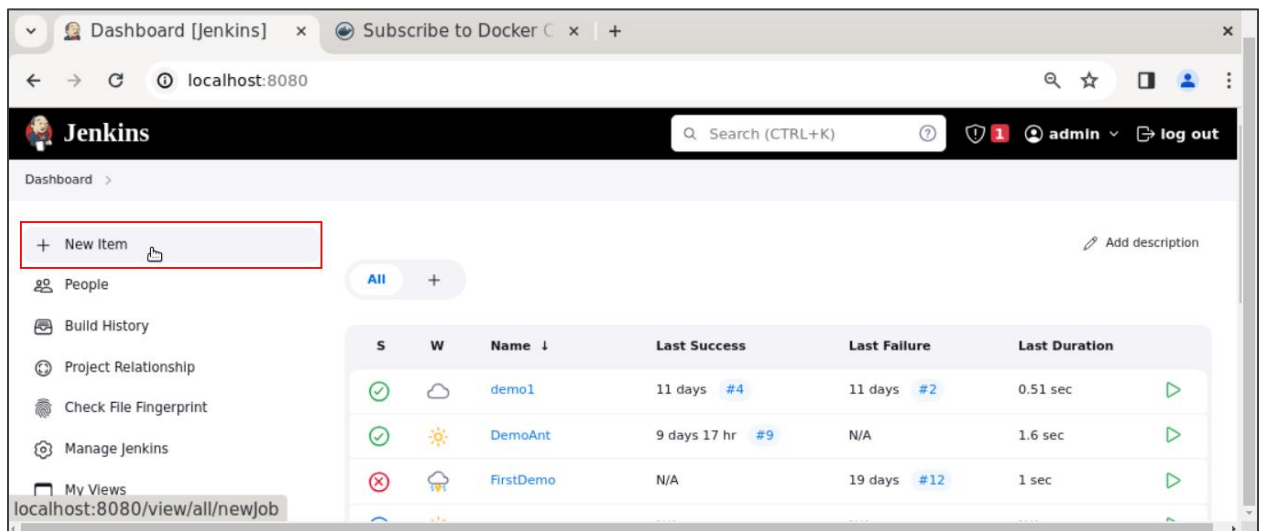 Dashboard [Jenkins]
Subscribe to Docker C
localhost:8080
Jenkins
Search (CTRL+K)
1
admin
log out
Dashboard
New Item
Add description
People
All
Build History
S W Name ↓ Last Success Last Failure Last Duration
Project Relationship
demo1 11 days #4 11 days #2 0.51 sec
Check File Fingerprint
DemoAnt 9 days 17 hr #9 N/A 1.6 sec
Manage Jenkins
FirstDemo N/A 19 days #12 1 sec
My Views
localhost:8080/view/all/newJob